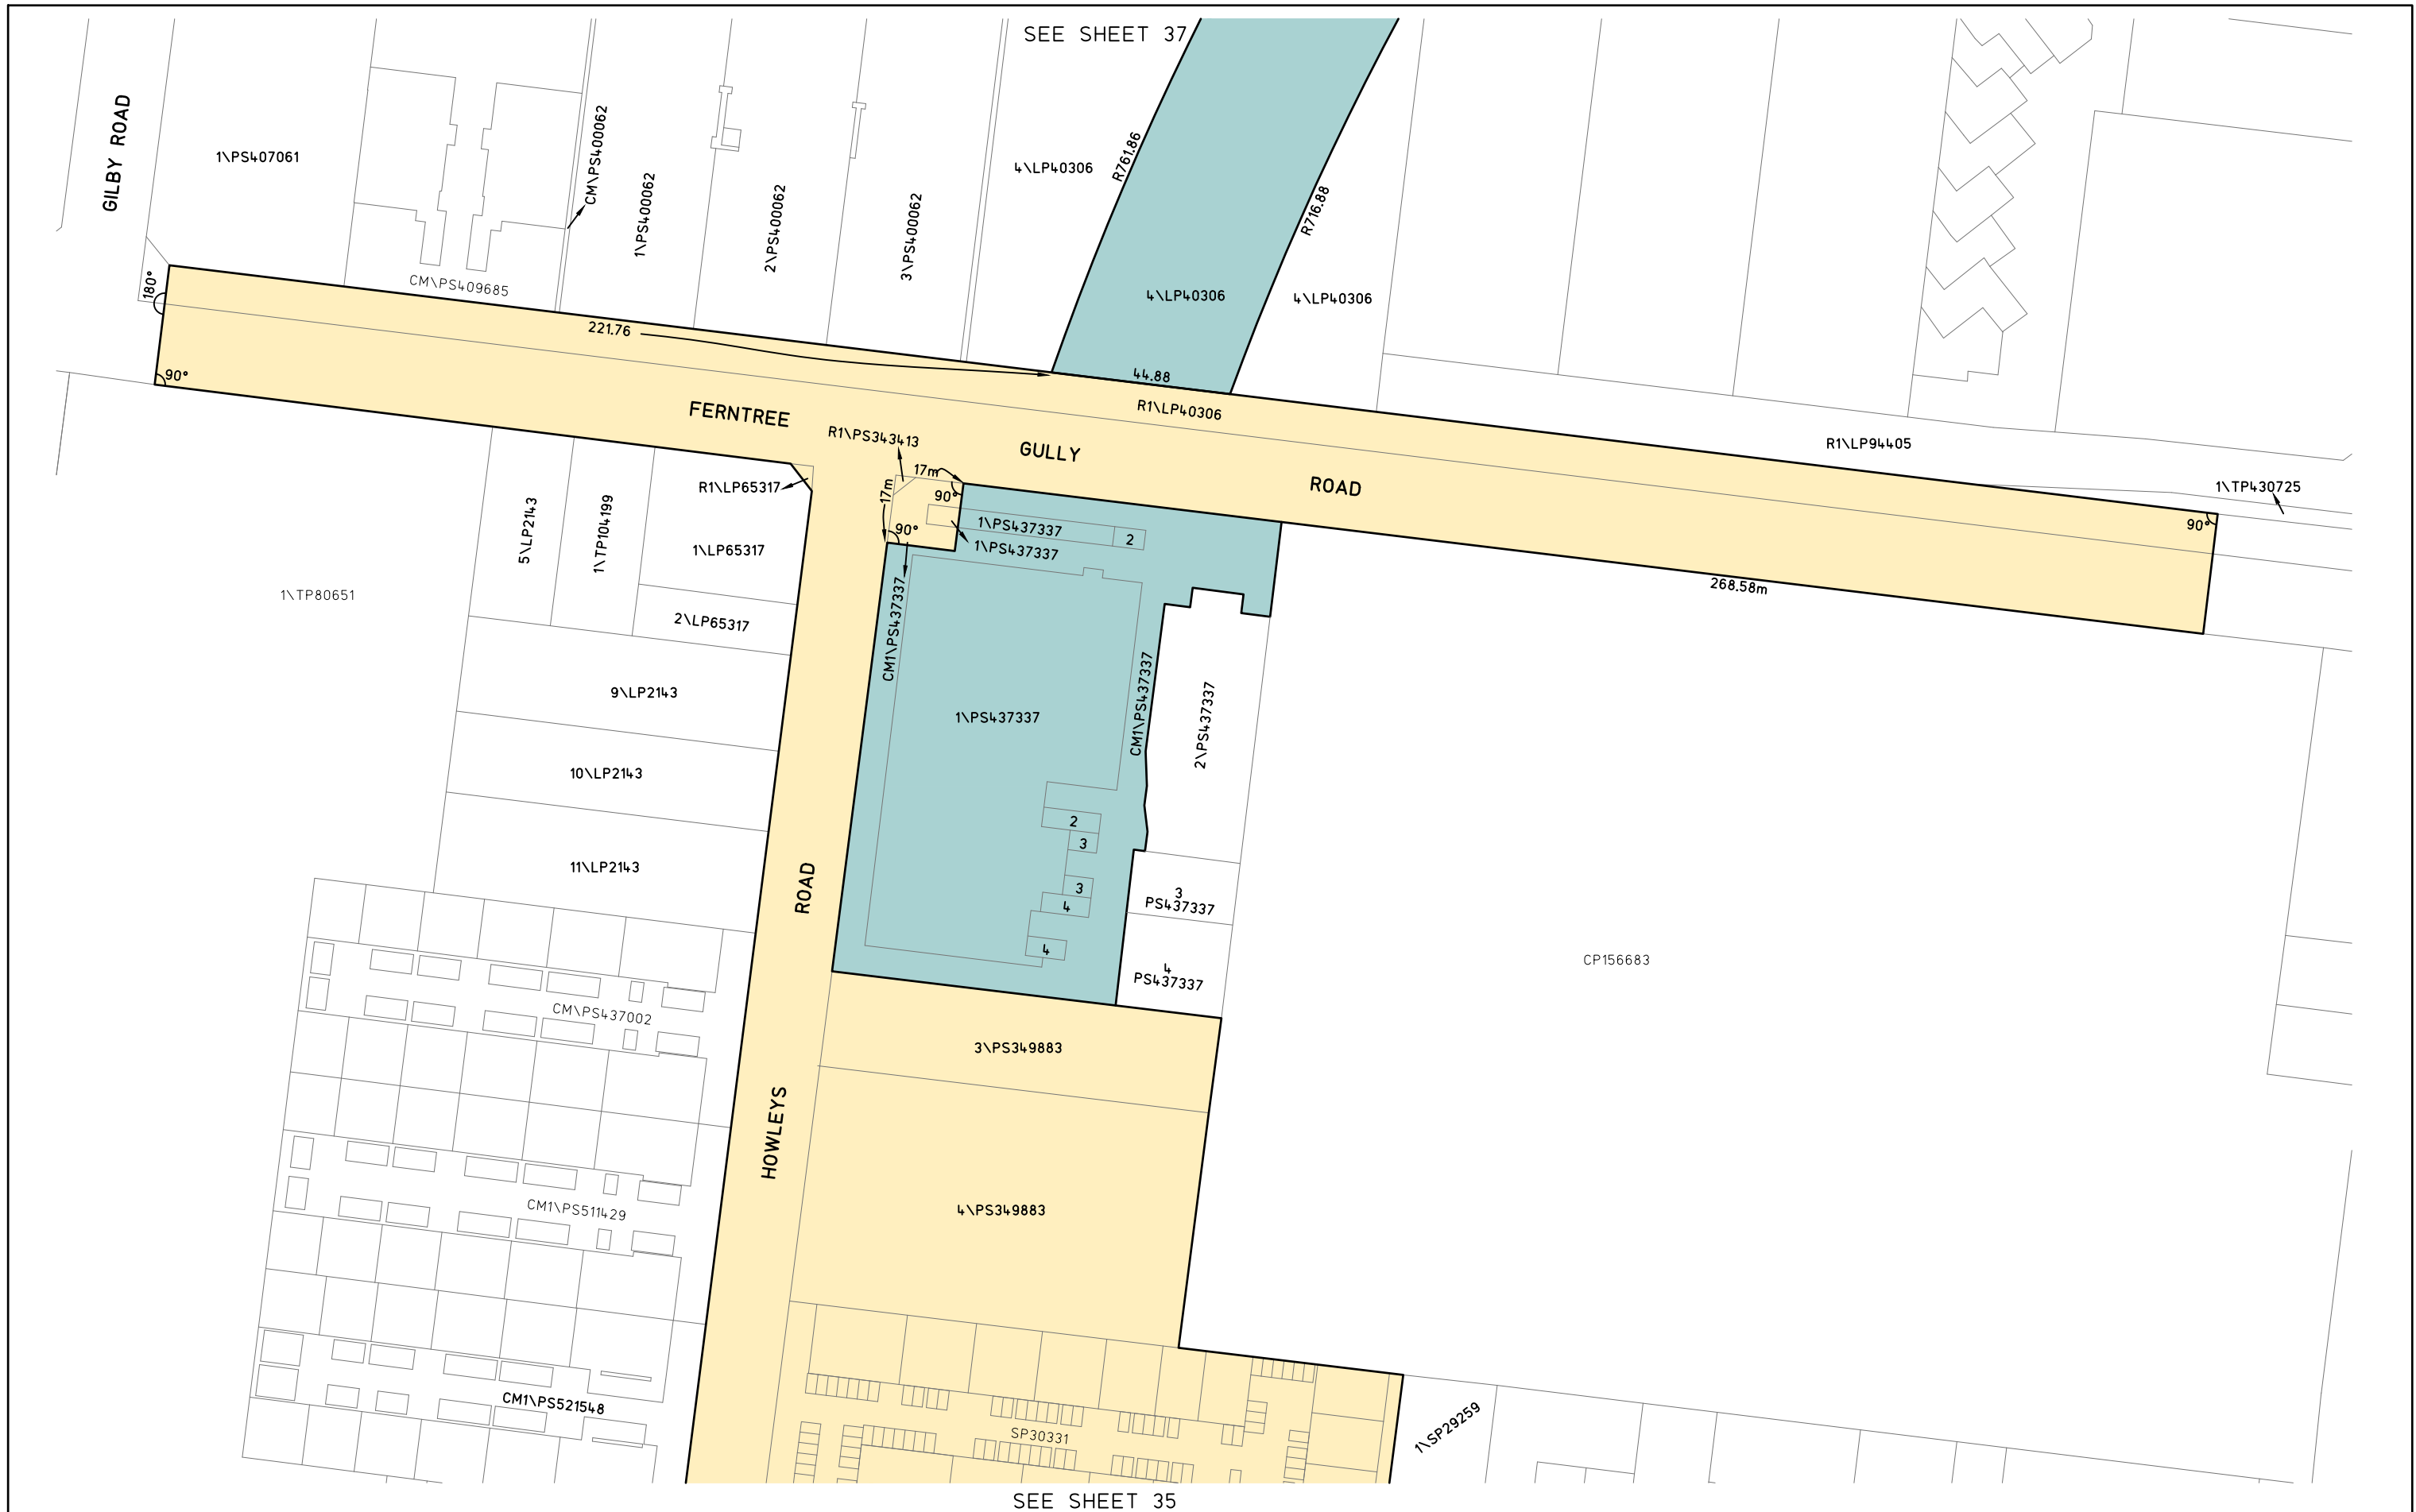 SEE SHEET 37
GILBY ROAD
1\PS407061
CM\PS400062
1\PS400062
2\PS400062
3\PS400062
4\LP40306
R761.86
R716.88
4\LP40306
4\LP40306
180°
CM\PS409685
90°
221.76
44.88
R1\LP40306
FERNTREE
GULLY
ROAD
R1\LP94405
1\TP430725
90°
268.58m
R1\PS343413
17m
17m
90°
90°
R1\LP65317
5\LP2143
1\TP104199
1\LP65317
2\LP65317
1\TP80651
1\PS437337
2
1\PS437337
CM1\PS437337
1\PS437337
CM1\PS437337
2\PS437337
9\LP2143
10\LP2143
11\LP2143
2
3
3
4
4
3
PS437337
4
PS437337
CP156683
HOWLEYS
ROAD
CM\PS437002
3\PS349883
CM1\PS511429
4\PS349883
CM1\PS521548
SP30331
1\SP29259
SEE SHEET 35